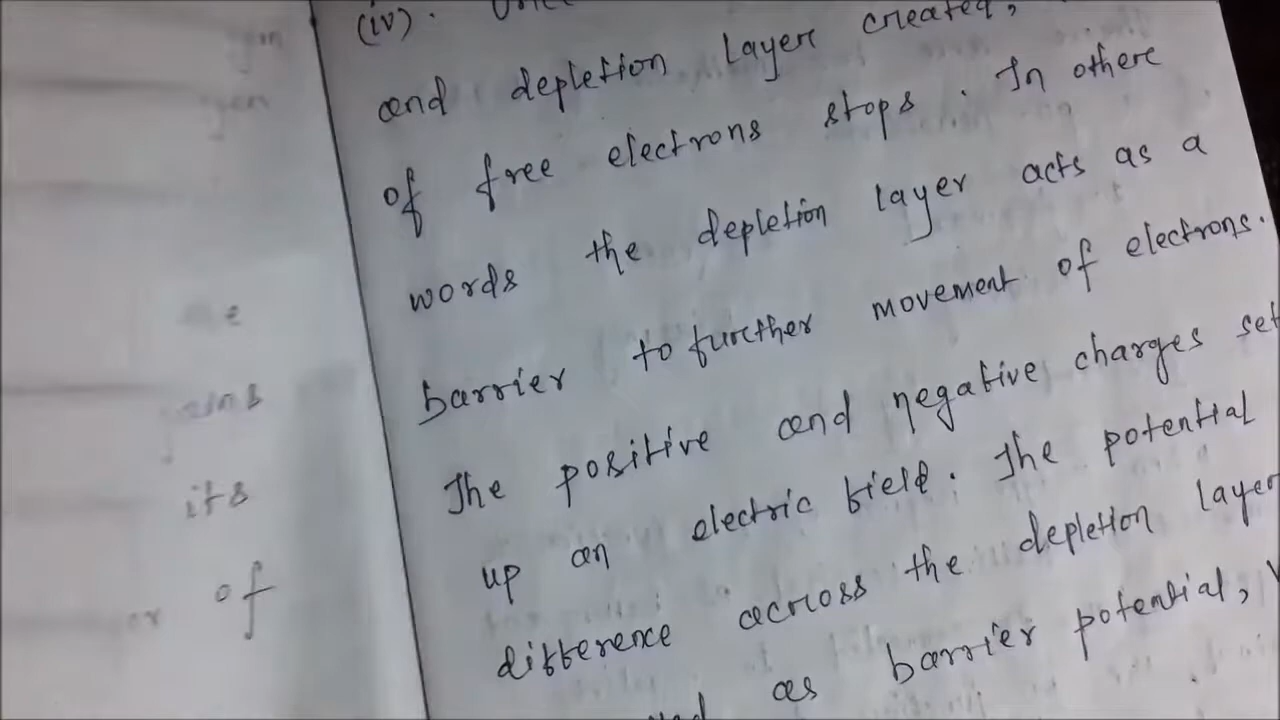 (iv).
and depletion layer created,
of free electrons stops. In othere
words the depletion layer acts as a
barrier to further movement of electrons.
The positive and negative charges set
up an electric field. The potential
difference across the depletion layer
as barrier potential,
its
of